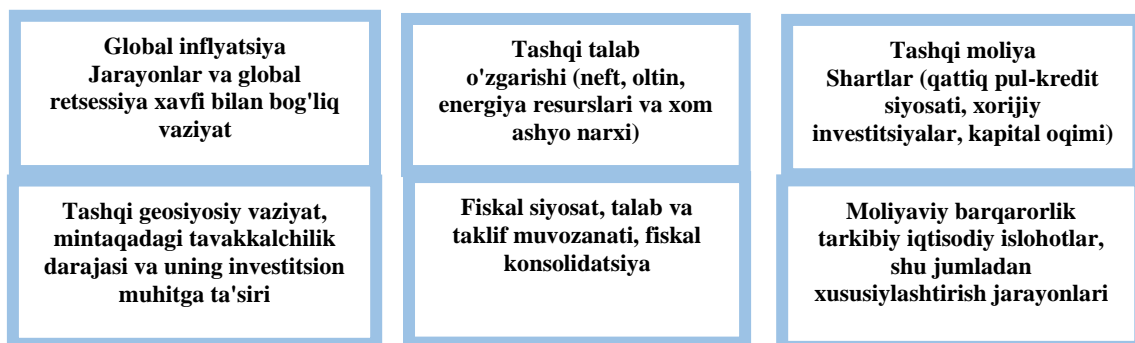 Global inflyatsiya
Jarayonlar va global
retsessiya xavfi bilan bog'liq
vaziyat
Tashqi talab
o'zgarishi (neft, oltin,
energiya resurslari va xom
ashyo narxi)
Tashqi moliya
Shartlar (qattiq pul-kredit
siyosati, xorijiy
investitsiyalar, kapital oqimi)
Tashqi geosiyosiy vaziyat,
mintaqadagi tavakkalchilik
darajasi va uning investitsion
muhitga ta'siri
Fiskal siyosat, talab va
taklif muvozanati, fiskal
konsolidatsiya
Moliyaviy barqarorlik
tarkibiy iqtisodiy islohotlar,
shu jumladan
xususiylashtirish jarayonlari